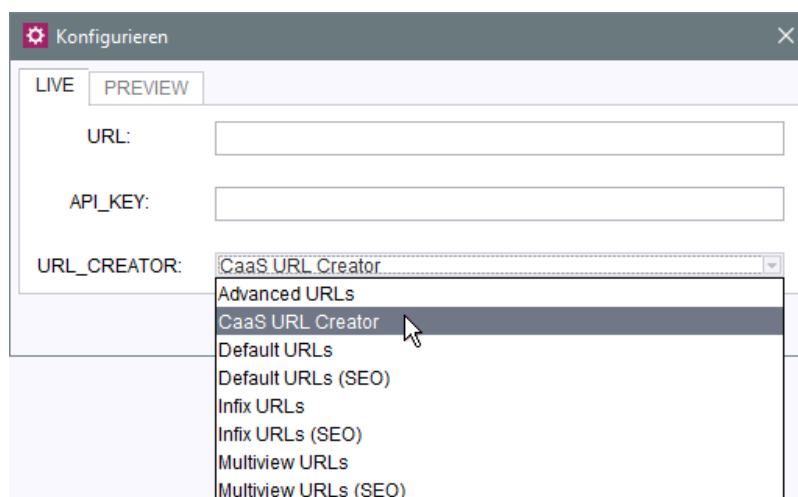 Konfigurieren
LIVE PREVIEW
URL:
API_KEY:
URL_CREATOR: CaaS URL Creator
Advanced URLs
CaaS URL Creator
Default URLs
Default URLs (SEO)
Infix URLs
Infix URLs (SEO)
Multiview URLs
Multiview URLs (SEO)